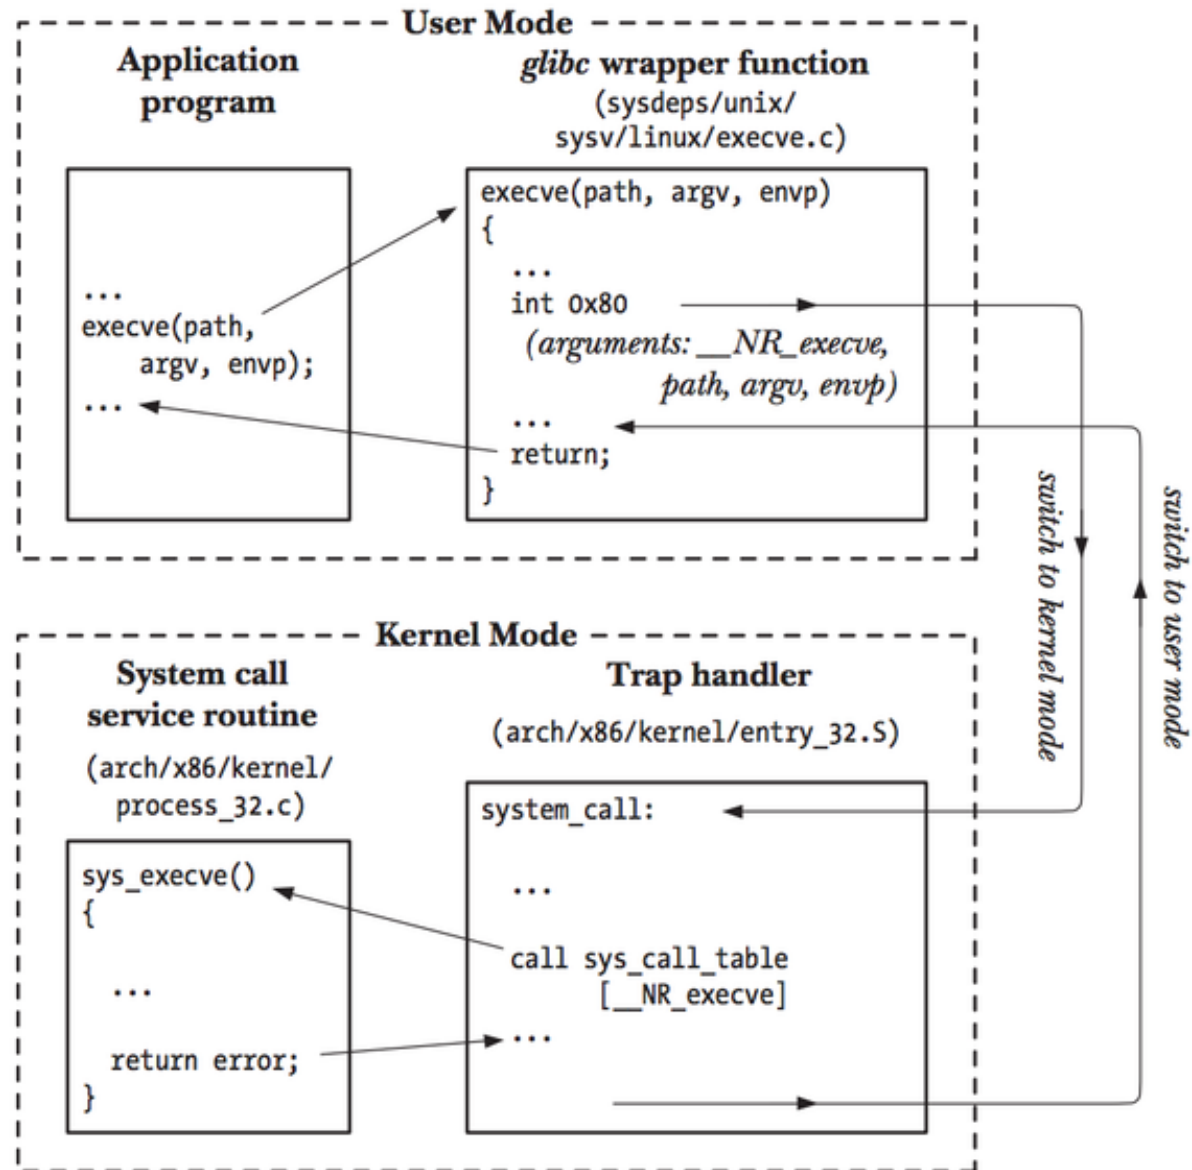 User Mode
Application
program
glibc wrapper function
(sysdeps/unix/
sysv/linux/execve.c)
...
execve(path,
argv, envp);
...
execve(path, argv, envp)
{
...
int 0x80
(arguments: __NR_execve,
path, argv, envp)
...
return;
}
switch to kernel mode
switch to user mode
Kernel Mode
System call
service routine
(arch/x86/kernel/
process_32.c)
Trap handler
(arch/x86/kernel/entry_32.S)
sys_execve()
{
...
return error;
}
system_call:
...
call sys_call_table
[__NR_execve]
...